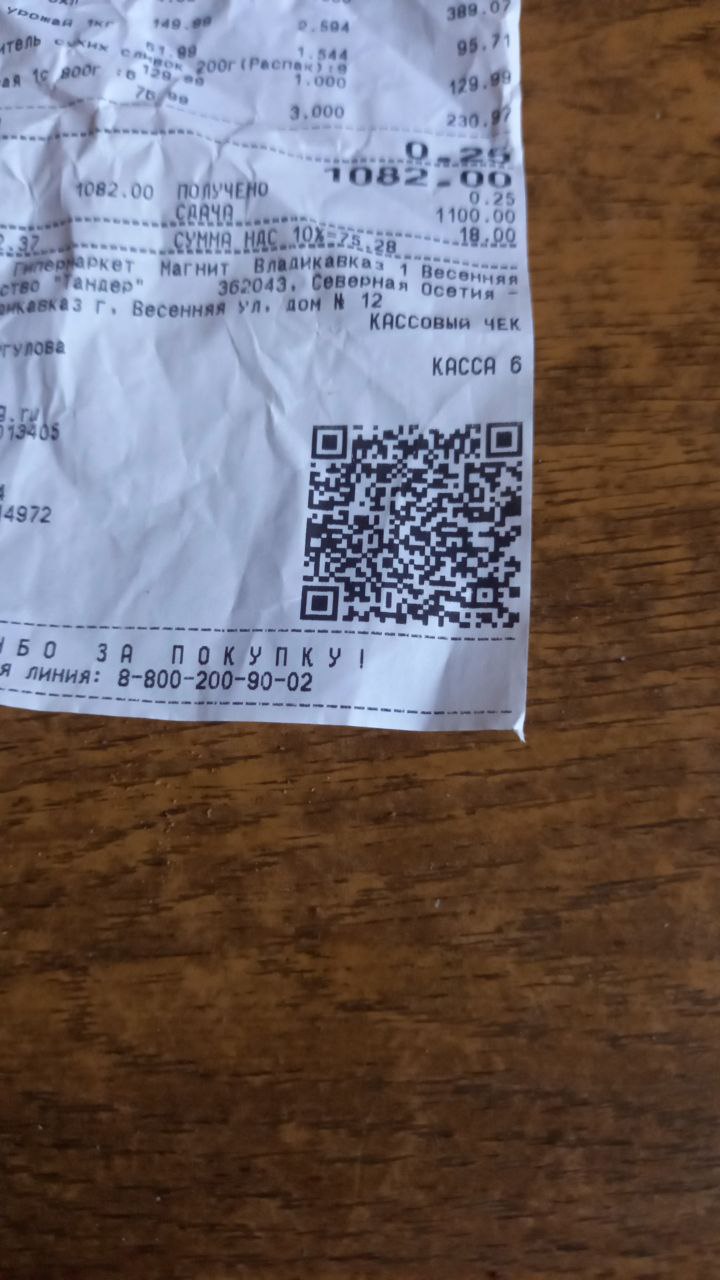 389.07
урожай 1кг 149.99 2.594
95.71
51.99 1.544
сухих сливок 200г(Распак):9
129.99 1.000 129.99
ая 1с 800г :6
76.99 3.000 230.97
0.25
1082.00
1082.00 ПОЛУЧЕНО 0.25
СДАЧА 1100.00
2.37 СУММА НДС 10%=75.28 18.00
Гипермаркет Магнит Владикавказ 1 Весенняя
ство "Тандер" 362043, Северная Осетия -
икавказ г, Весенняя ул, дом № 12
КАССОВЫЙ ЧЕК
гулова
КАССА 6
g.ru
013405
4
14972
ИБО ЗА ПОКУПКУ!
я линия: 8-800-200-90-02